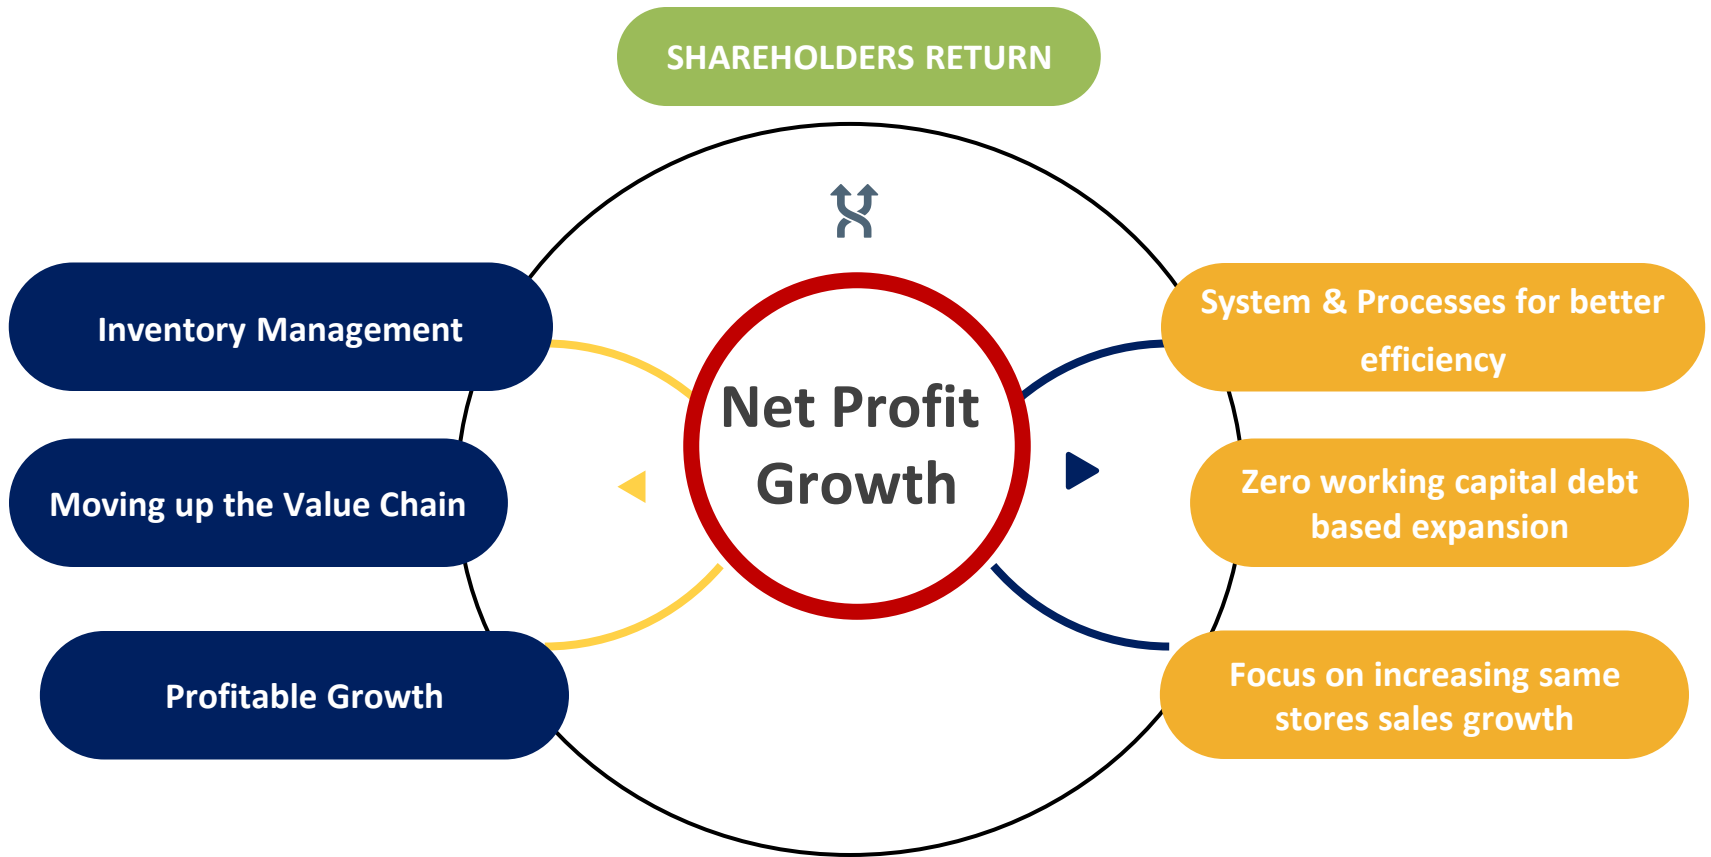 SHAREHOLDERS RETURN
Inventory Management
Moving up the Value Chain
Profitable Growth
Net Profit
Growth
System & Processes for better
efficiency
Zero working capital debt
based expansion
Focus on increasing same
stores sales growth